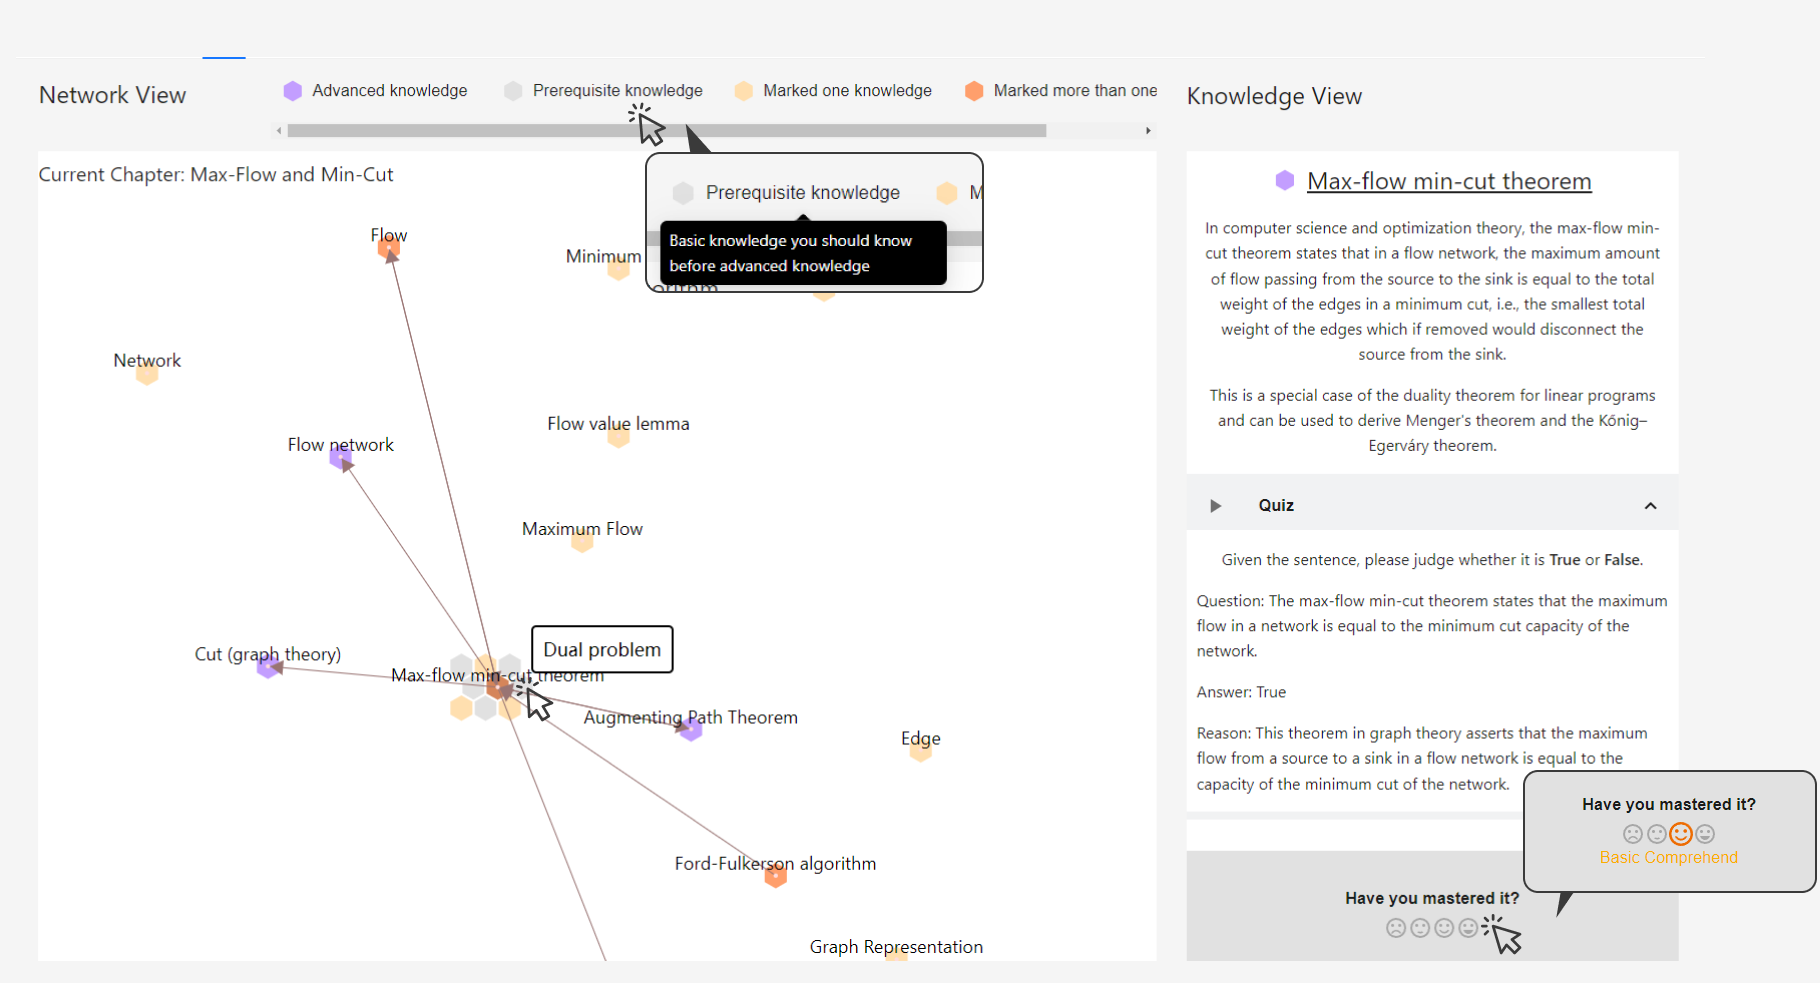 Network View
Advanced knowledge
Prerequisite knowledge
Marked one knowledge
Marked more than one
Knowledge View
Current Chapter: Max-Flow and Min-Cut
Prerequisite knowledge
M
Basic knowledge you should know
before advanced knowledge
Flow
Minimum
Network
Flow value lemma
Flow network
Maximum Flow
Dual problem
Cut (graph theory)
Max-flow min-cut theorem
Augmenting Path Theorem
Edge
Ford-Fulkerson algorithm
Graph Representation
Max-flow min-cut theorem
In computer science and optimization theory, the max-flow min-
cut theorem states that in a flow network, the maximum amount
of flow passing from the source to the sink is equal to the total
weight of the edges in a minimum cut, i.e., the smallest total
weight of the edges which if removed would disconnect the
source from the sink.
This is a special case of the duality theorem for linear programs
and can be used to derive Menger's theorem and the Kőnig–
Egerváry theorem.
Quiz
Given the sentence, please judge whether it is True or False.
Question: The max-flow min-cut theorem states that the maximum
flow in a network is equal to the minimum cut capacity of the
network.
Answer: True
Reason: This theorem in graph theory asserts that the maximum
flow from a source to a sink in a flow network is equal to the
capacity of the minimum cut of the network.
Have you mastered it?
Basic Comprehend
Have you mastered it?